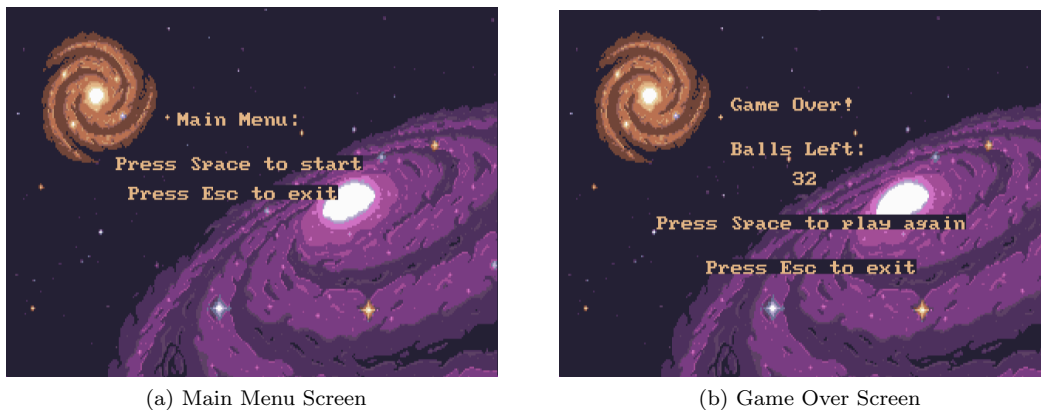 Main Menu:
Press Space to start
Press Esc to exit
(a) Main Menu Screen
Game Over!
Balls Left:
32
Press Space to play again
Press Esc to exit
(b) Game Over Screen